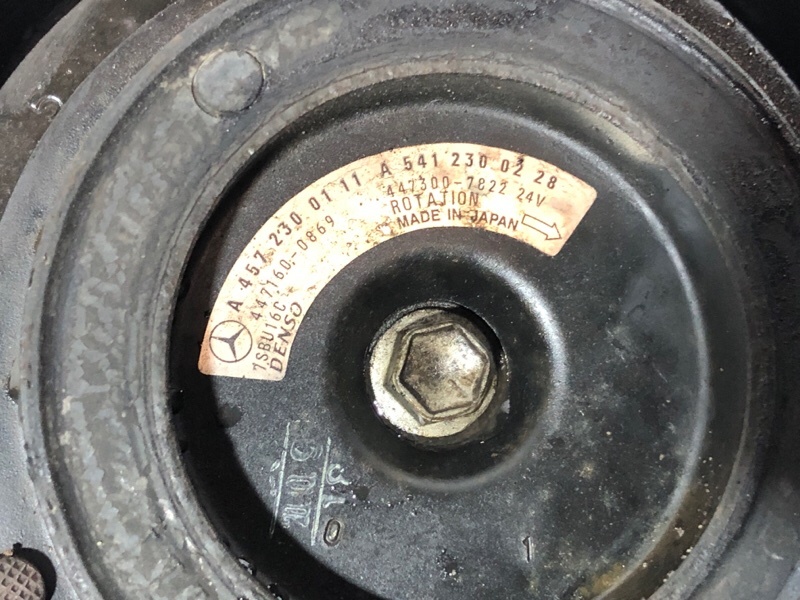 A 457 230 01 11 A 541 230 02 28
447160-0869 447300-7822 24V
7SBU16C ROTATION
DENSO MADE IN JAPAN
0
1